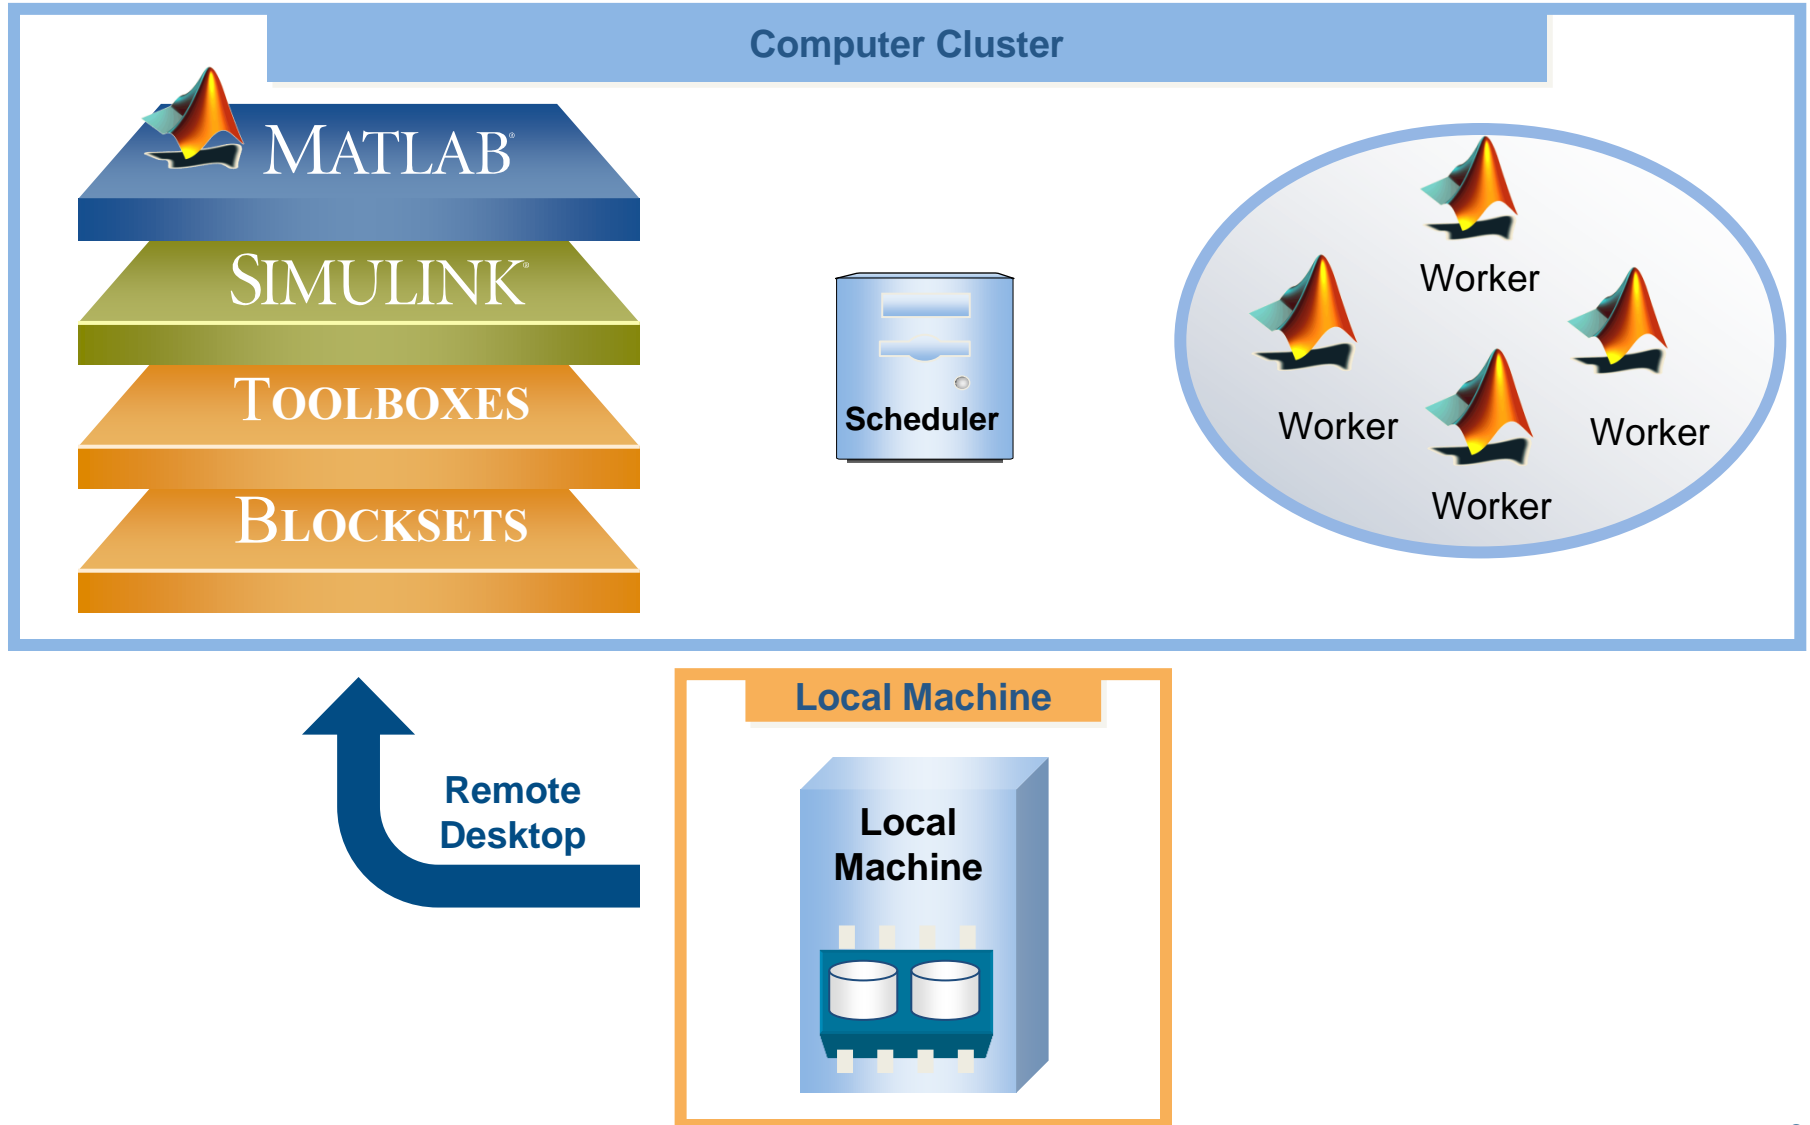 Computer Cluster
MATLAB®
SIMULINK®
TOOLBOXES
BLOCKSETS
Scheduler
Worker
Worker
Worker
Worker
Remote
Desktop
Local Machine
Local
Machine